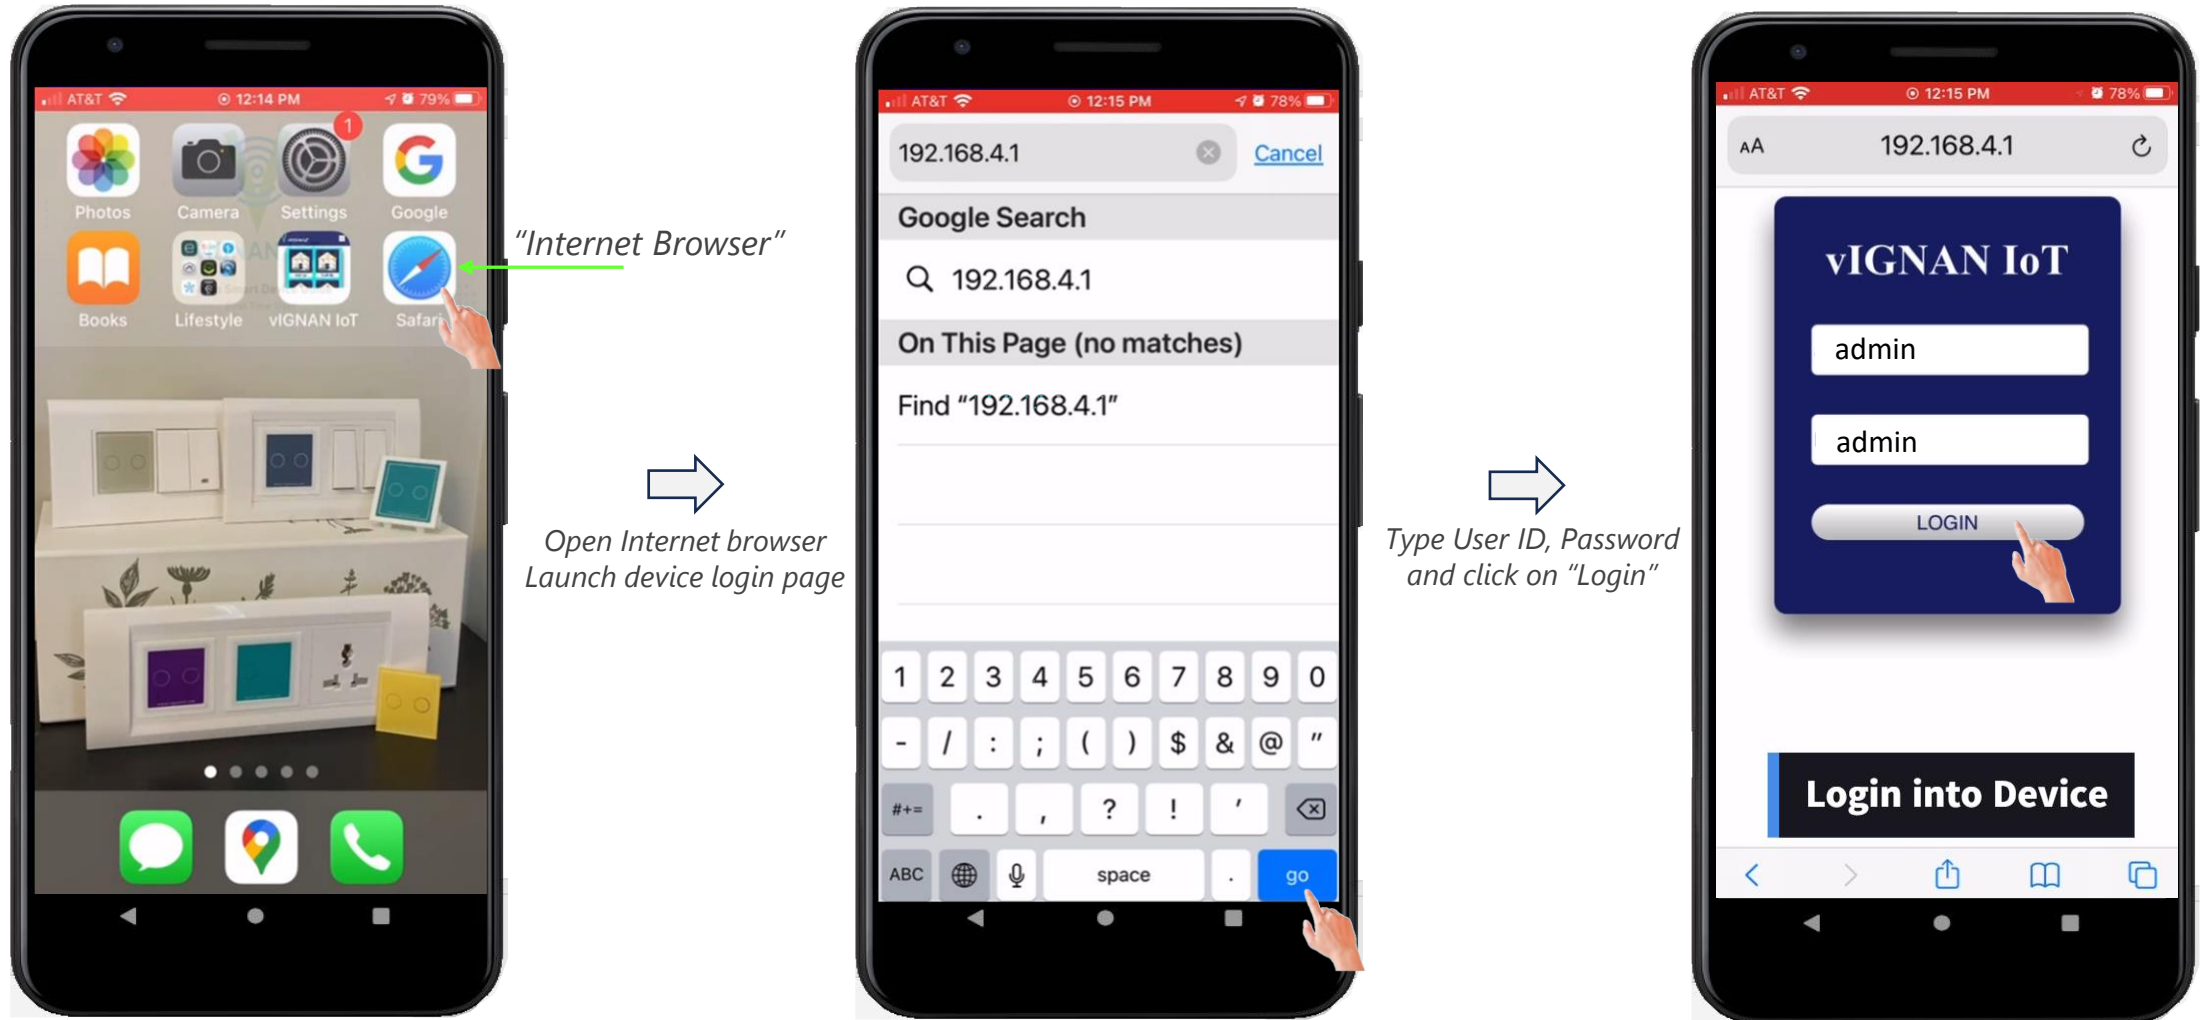 AT&T 12:14 PM 79%
1
Photos Camera Settings Google
Books Lifestyle vIGNAN IoT Safari
“Internet Browser”
Open Internet browser
Launch device login page
AT&T 12:15 PM 78%
192.168.4.1 Cancel
Google Search
192.168.4.1
On This Page (no matches)
Find “192.168.4.1”
1 2 3 4 5 6 7 8 9 0
- / : ; ( ) $ & @ "
#+= . , ? ! '
ABC space . go
Type User ID, Password
and click on “Login”
AT&T 12:15 PM 78%
AA 192.168.4.1
vIGNAN IoT
admin
admin
LOGIN
Login into Device